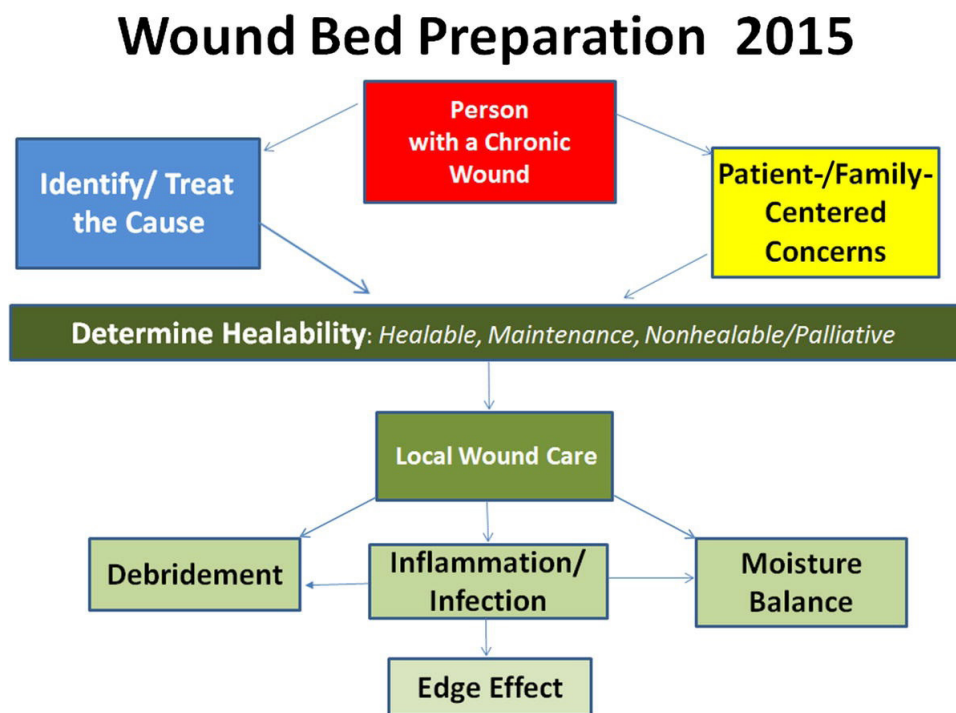 Wound Bed Preparation 2015
Person
with a Chronic
Wound
Identify/ Treat
the Cause
Patient-/Family-
Centered
Concerns
Determine Healability: Healable, Maintenance, Nonhealable/Palliative
Local Wound Care
Debridement
Inflammation/
Infection
Moisture
Balance
Edge Effect